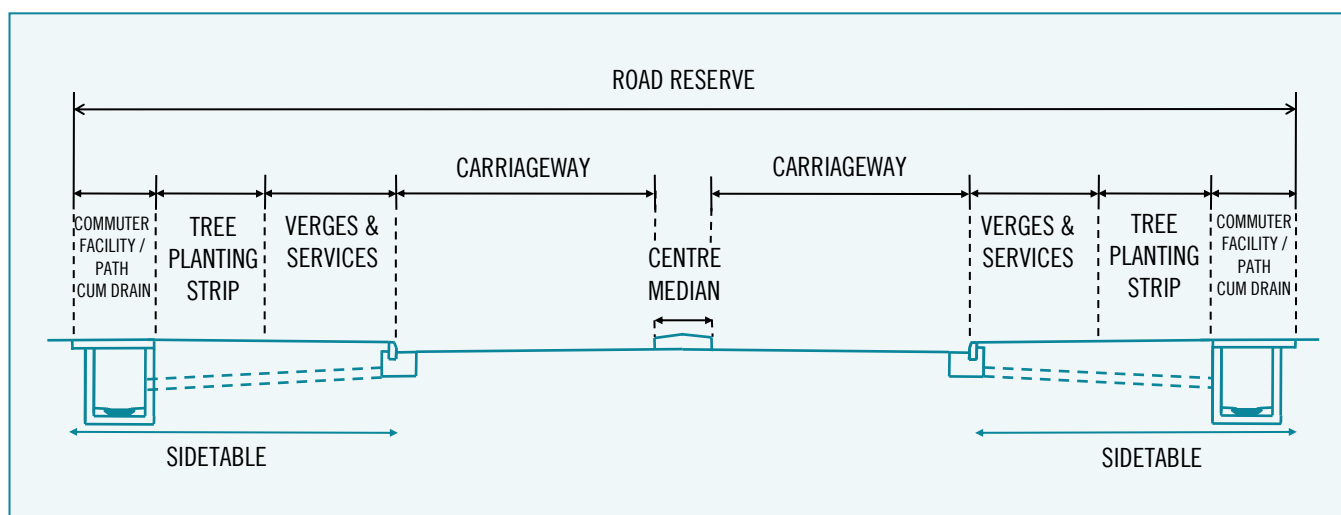 ROAD RESERVE
CARRIAGEWAY
CARRIAGEWAY
COMMUTER
FACILITY /
PATH
CUM DRAIN
TREE
PLANTING
STRIP
VERGES &
SERVICES
CENTRE
MEDIAN
VERGES &
SERVICES
TREE
PLANTING
STRIP
COMMUTER
FACILITY /
PATH
CUM DRAIN
SIDETABLE
SIDETABLE